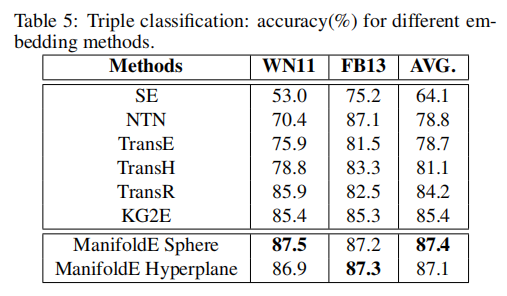 Table 5: Triple classification: accuracy(%) for different em-
bedding methods.
Methods WN11 FB13 AVG.
SE 53.0 75.2 64.1
NTN 70.4 87.1 78.8
TransE 75.9 81.5 78.7
TransH 78.8 83.3 81.1
TransR 85.9 82.5 84.2
KG2E 85.4 85.3 85.4
ManifoldE Sphere 87.5 87.2 87.4
ManifoldE Hyperplane 86.9 87.3 87.1